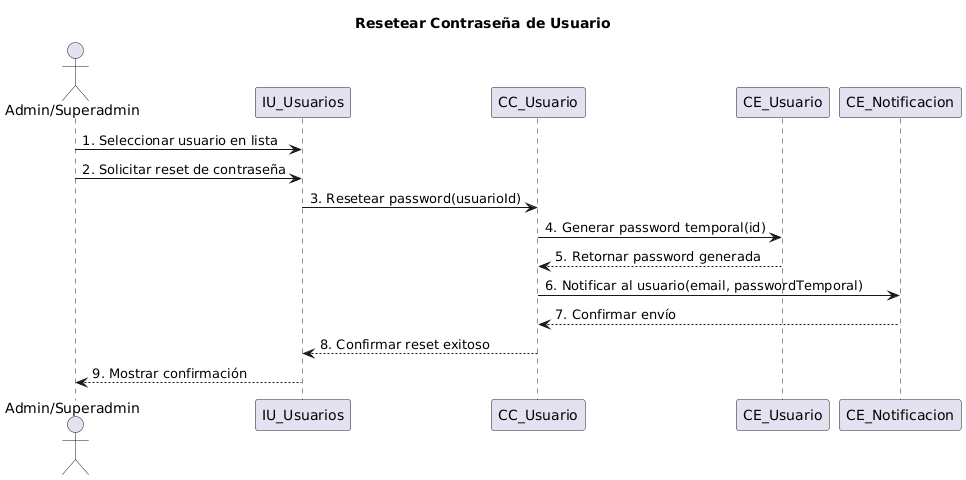 Resetear Contraseña de Usuario
Admin/Superadmin
IU_Usuarios
CC_Usuario
CE_Usuario
CE_Notificacion
1. Seleccionar usuario en lista
2. Solicitar reset de contraseña
3. Resetear password(usuarioId)
4. Generar password temporal(id)
5. Retornar password generada
6. Notificar al usuario(email, passwordTemporal)
7. Confirmar envío
8. Confirmar reset exitoso
9. Mostrar confirmación
Admin/Superadmin
IU_Usuarios
CC_Usuario
CE_Usuario
CE_Notificacion